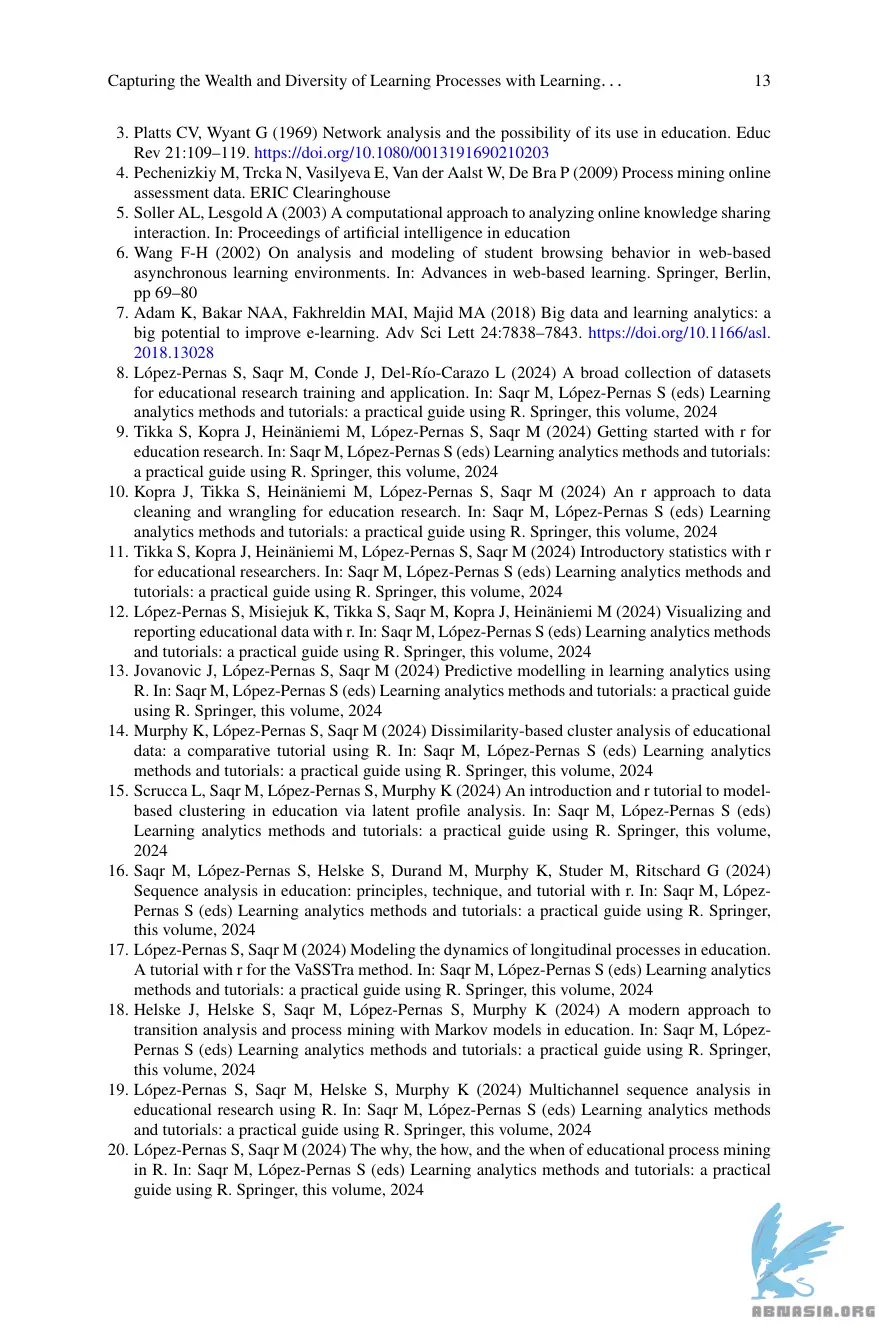 Capturing the Wealth and Diversity of Learning Processes with Learning. . . 13
3. Platts CV, Wyant G (1969) Network analysis and the possibility of its use in education. Educ
Rev 21:109–119. https://doi.org/10.1080/0013191690210203
4. Pechenizkiy M, Trcka N, Vasilyeva E, Van der Aalst W, De Bra P (2009) Process mining online
assessment data. ERIC Clearinghouse
5. Soller AL, Lesgold A (2003) A computational approach to analyzing online knowledge sharing
interaction. In: Proceedings of artificial intelligence in education
6. Wang F-H (2002) On analysis and modeling of student browsing behavior in web-based
asynchronous learning environments. In: Advances in web-based learning. Springer, Berlin,
pp 69–80
7. Adam K, Bakar NAA, Fakhreldin MAI, Majid MA (2018) Big data and learning analytics: a
big potential to improve e-learning. Adv Sci Lett 24:7838–7843. https://doi.org/10.1166/asl.
2018.13028
8. López-Pernas S, Saqr M, Conde J, Del-Río-Carazo L (2024) A broad collection of datasets
for educational research training and application. In: Saqr M, López-Pernas S (eds) Learning
analytics methods and tutorials: a practical guide using R. Springer, this volume, 2024
9. Tikka S, Kopra J, Heinäniemi M, López-Pernas S, Saqr M (2024) Getting started with r for
education research. In: Saqr M, López-Pernas S (eds) Learning analytics methods and tutorials:
a practical guide using R. Springer, this volume, 2024
10. Kopra J, Tikka S, Heinäniemi M, López-Pernas S, Saqr M (2024) An r approach to data
cleaning and wrangling for education research. In: Saqr M, López-Pernas S (eds) Learning
analytics methods and tutorials: a practical guide using R. Springer, this volume, 2024
11. Tikka S, Kopra J, Heinäniemi M, López-Pernas S, Saqr M (2024) Introductory statistics with r
for educational researchers. In: Saqr M, López-Pernas S (eds) Learning analytics methods and
tutorials: a practical guide using R. Springer, this volume, 2024
12. López-Pernas S, Misiejuk K, Tikka S, Saqr M, Kopra J, Heinäniemi M (2024) Visualizing and
reporting educational data with r. In: Saqr M, López-Pernas S (eds) Learning analytics methods
and tutorials: a practical guide using R. Springer, this volume, 2024
13. Jovanovic J, López-Pernas S, Saqr M (2024) Predictive modelling in learning analytics using
R. In: Saqr M, López-Pernas S (eds) Learning analytics methods and tutorials: a practical guide
using R. Springer, this volume, 2024
14. Murphy K, López-Pernas S, Saqr M (2024) Dissimilarity-based cluster analysis of educational
data: a comparative tutorial using R. In: Saqr M, López-Pernas S (eds) Learning analytics
methods and tutorials: a practical guide using R. Springer, this volume, 2024
15. Scrucca L, Saqr M, López-Pernas S, Murphy K (2024) An introduction and r tutorial to model-
based clustering in education via latent profile analysis. In: Saqr M, López-Pernas S (eds)
Learning analytics methods and tutorials: a practical guide using R. Springer, this volume,
2024
16. Saqr M, López-Pernas S, Helske S, Durand M, Murphy K, Studer M, Ritschard G (2024)
Sequence analysis in education: principles, technique, and tutorial with r. In: Saqr M, López-
Pernas S (eds) Learning analytics methods and tutorials: a practical guide using R. Springer,
this volume, 2024
17. López-Pernas S, Saqr M (2024) Modeling the dynamics of longitudinal processes in education.
A tutorial with r for the VaSSTra method. In: Saqr M, López-Pernas S (eds) Learning analytics
methods and tutorials: a practical guide using R. Springer, this volume, 2024
18. Helske J, Helske S, Saqr M, López-Pernas S, Murphy K (2024) A modern approach to
transition analysis and process mining with Markov models in education. In: Saqr M, López-
Pernas S (eds) Learning analytics methods and tutorials: a practical guide using R. Springer,
this volume, 2024
19. López-Pernas S, Saqr M, Helske S, Murphy K (2024) Multichannel sequence analysis in
educational research using R. In: Saqr M, López-Pernas S (eds) Learning analytics methods
and tutorials: a practical guide using R. Springer, this volume, 2024
20. López-Pernas S, Saqr M (2024) The why, the how, and the when of educational process mining
in R. In: Saqr M, López-Pernas S (eds) Learning analytics methods and tutorials: a practical
guide using R. Springer, this volume, 2024
ABNASIA.ORG